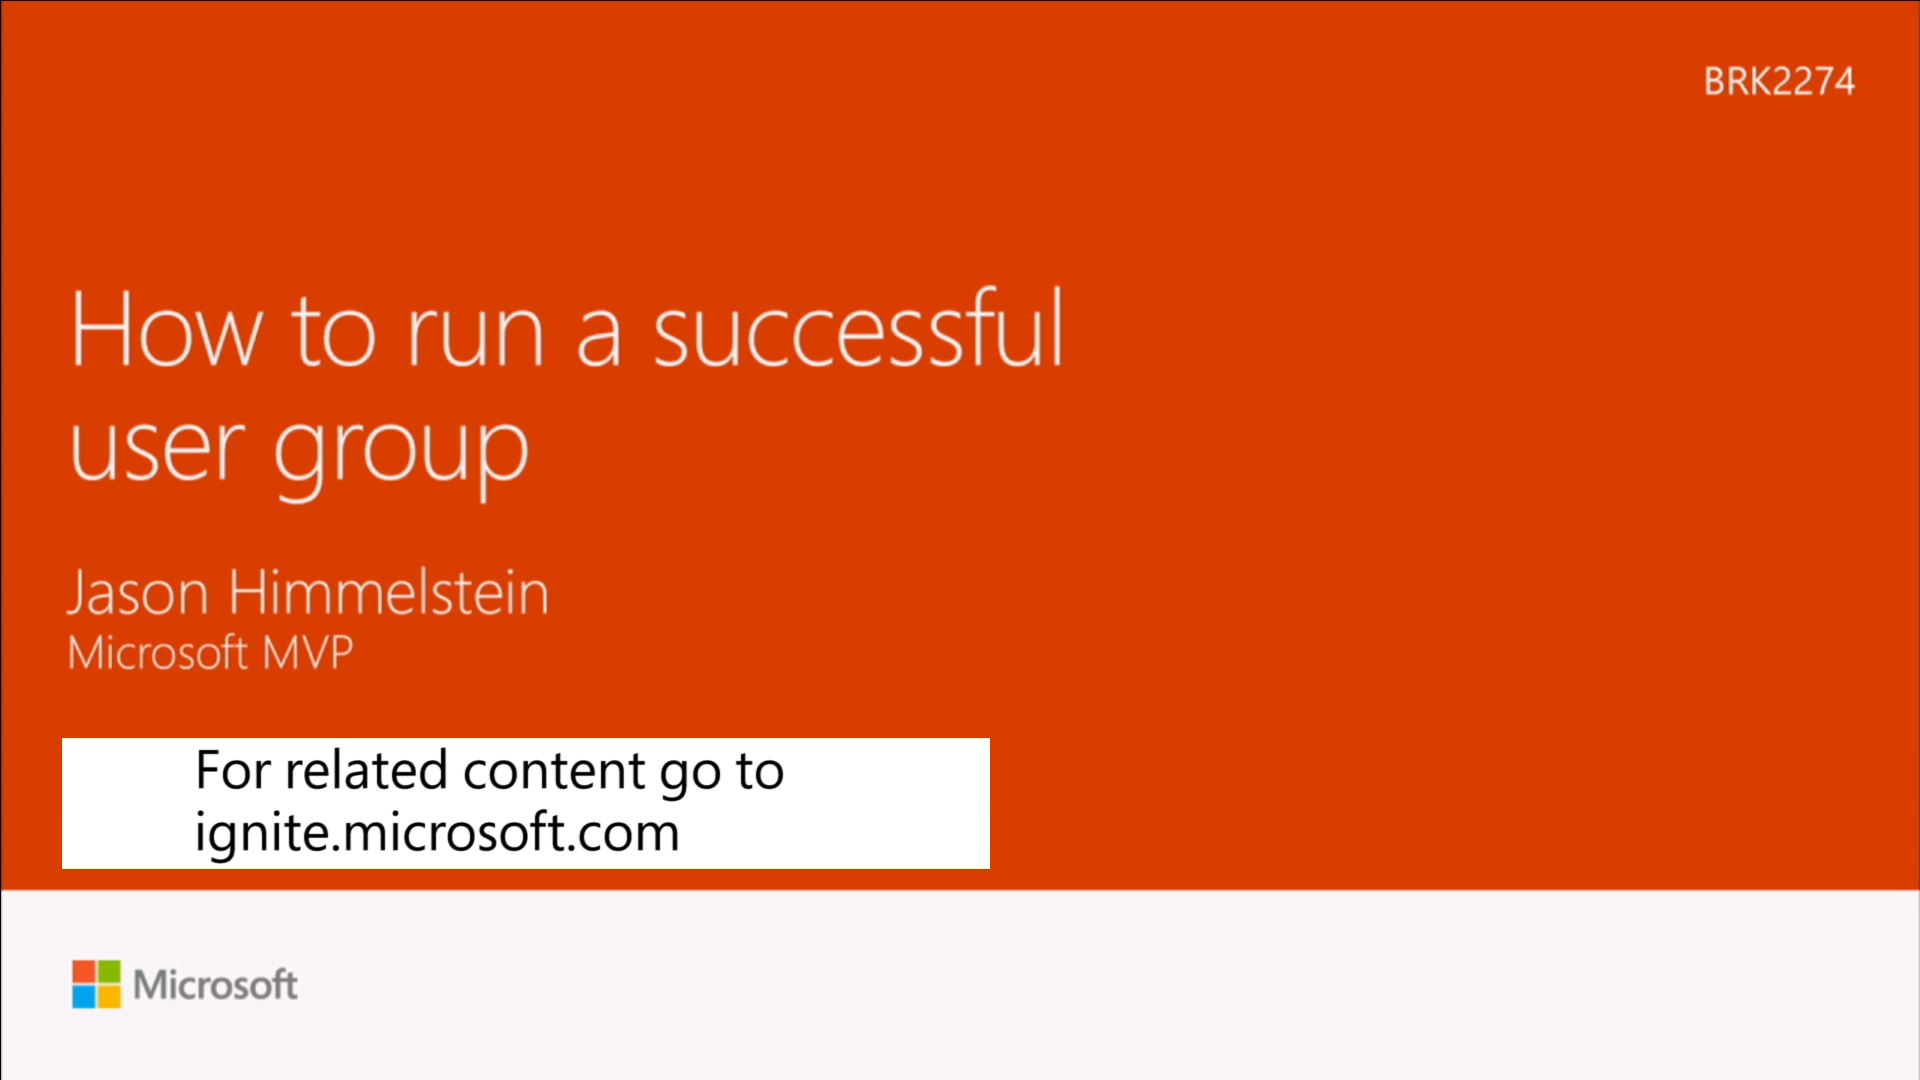 BRK2274
How to run a successful
user group
Jason Himmelstein
Microsoft MVP
For related content go to
ignite.microsoft.com
Microsoft